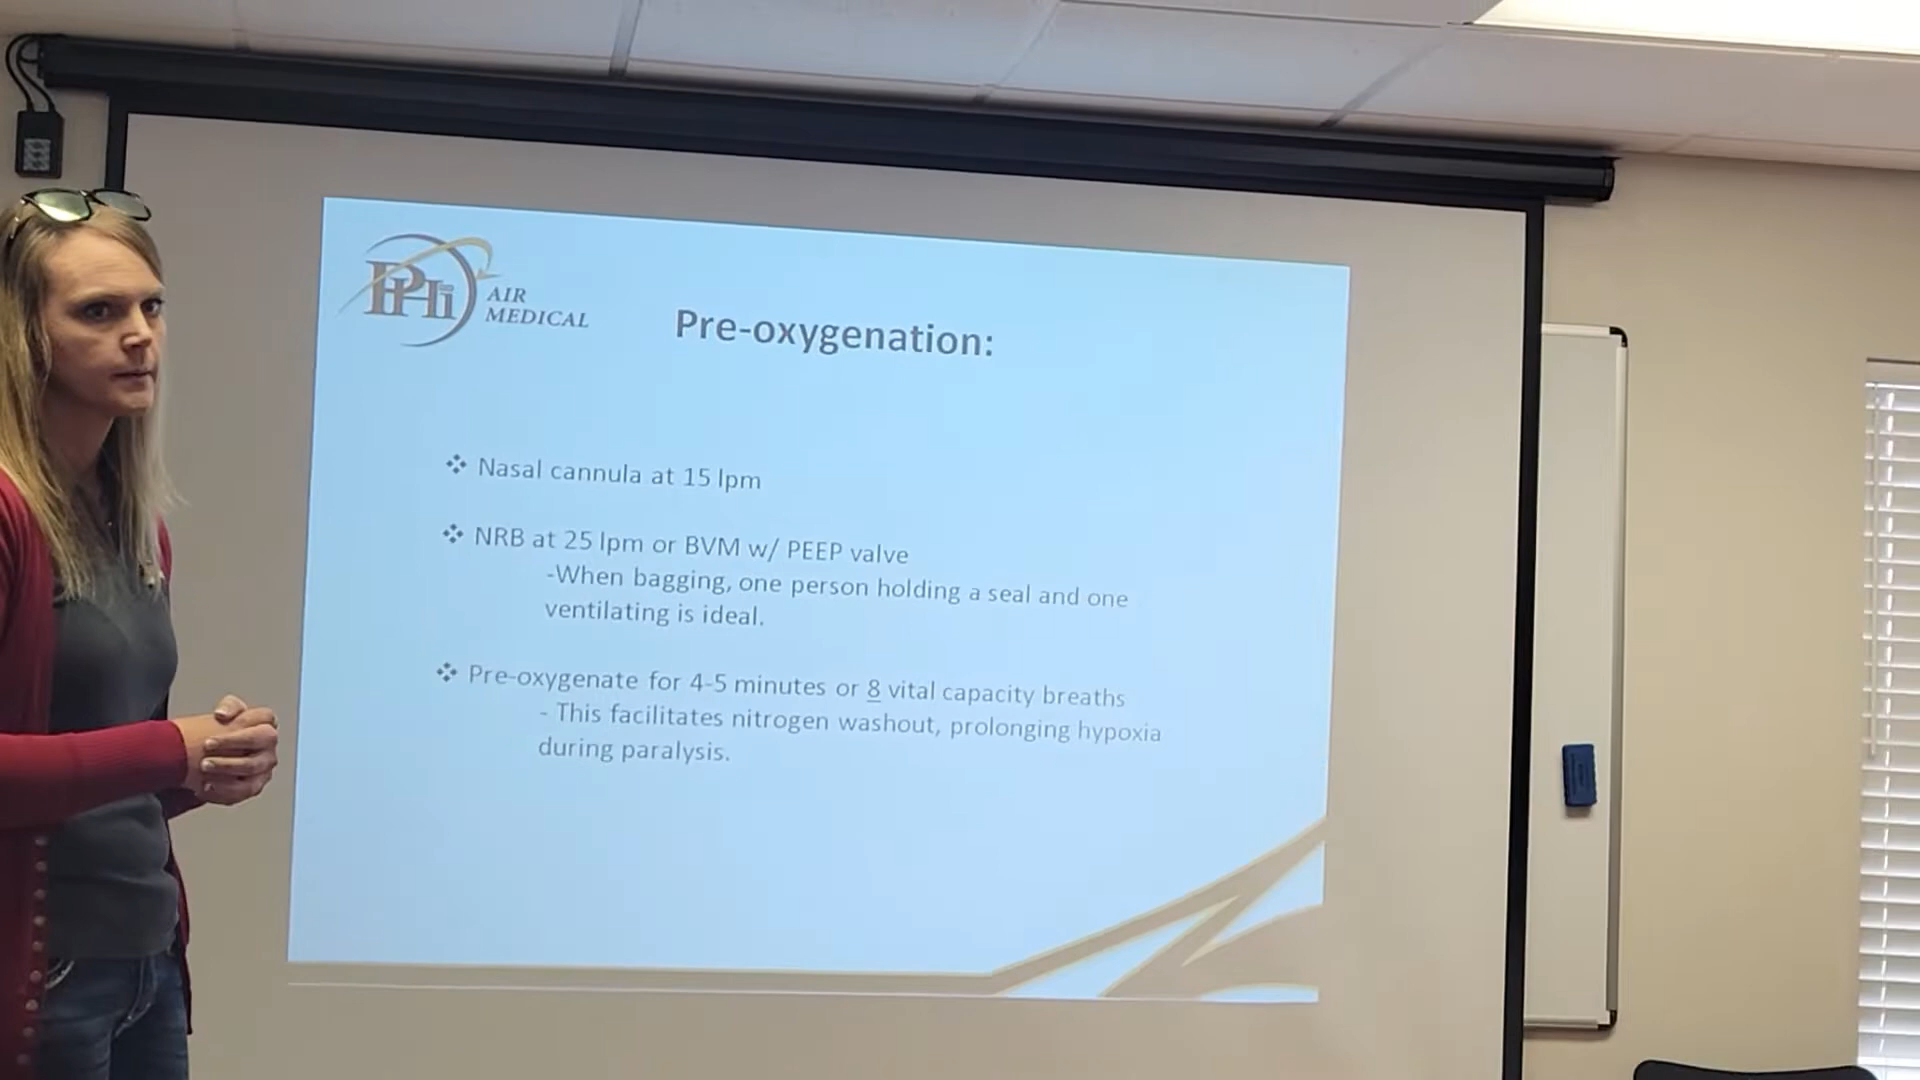 PHi AIR
MEDICAL
Pre-oxygenation:
❖ Nasal cannula at 15 lpm
❖ NRB at 25 lpm or BVM w/ PEEP valve
-When bagging, one person holding a seal and one
ventilating is ideal.
❖ Pre-oxygenate for 4-5 minutes or 8 vital capacity breaths
- This facilitates nitrogen washout, prolonging hypoxia
during paralysis.